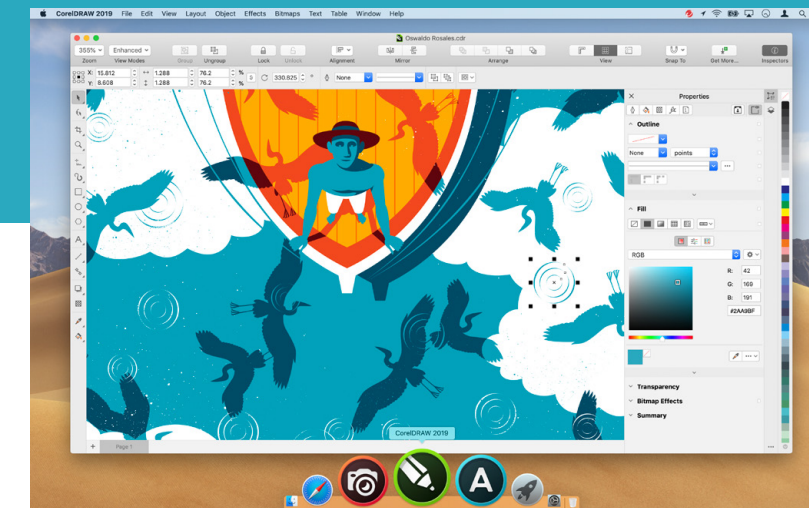 CorelDRAW 2019 File Edit View Layout Object Effects Bitmaps Text Table Window Help
Oswaldo Rosales.cdr
355% Enhanced
Zoom View Modes Group Ungroup Lock Unlock Alignment Mirror Arrange View Snap To Get More... Inspectors
X: 15.812 1.288 76.2 % 330.825 ° None
Y: 8.608 1.288 76.2 %
Properties
Outline
None points
Fill
RGB
R: 42
G: 169
B: 191
#2AA9BF
Transparency
Bitmap Effects
Summary
Page 1
CorelDRAW 2019
A